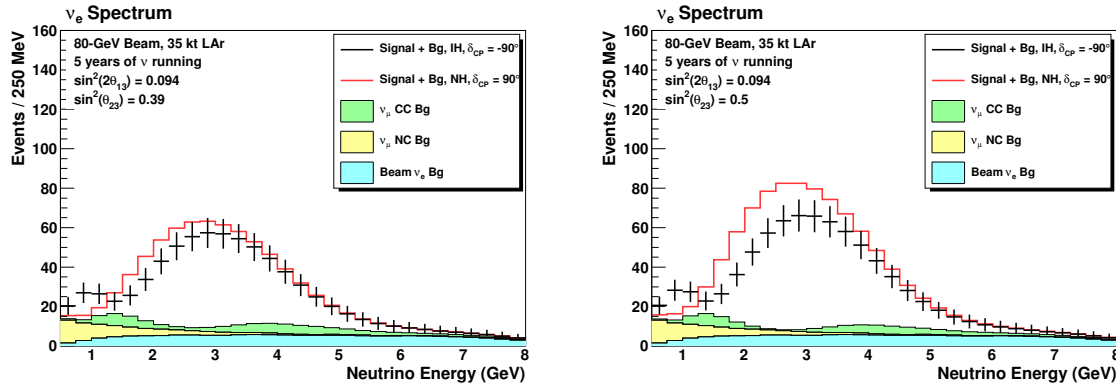 νe Spectrum
Events / 250 MeV
160
140
120
100
80
60
40
20
0
80-GeV Beam, 35 kt LAr
5 years of ν running
sin²(2θ13) = 0.094
sin²(θ23) = 0.39
Signal + Bg, IH, δCP = -90°
Signal + Bg, NH, δCP = 90°
νμ CC Bg
νμ NC Bg
Beam νe Bg
1 2 3 4 5 6 7 8
Neutrino Energy (GeV)
νe Spectrum
Events / 250 MeV
160
140
120
100
80
60
40
20
0
80-GeV Beam, 35 kt LAr
5 years of ν running
sin²(2θ13) = 0.094
sin²(θ23) = 0.5
Signal + Bg, IH, δCP = -90°
Signal + Bg, NH, δCP = 90°
νμ CC Bg
νμ NC Bg
Beam νe Bg
1 2 3 4 5 6 7 8
Neutrino Energy (GeV)